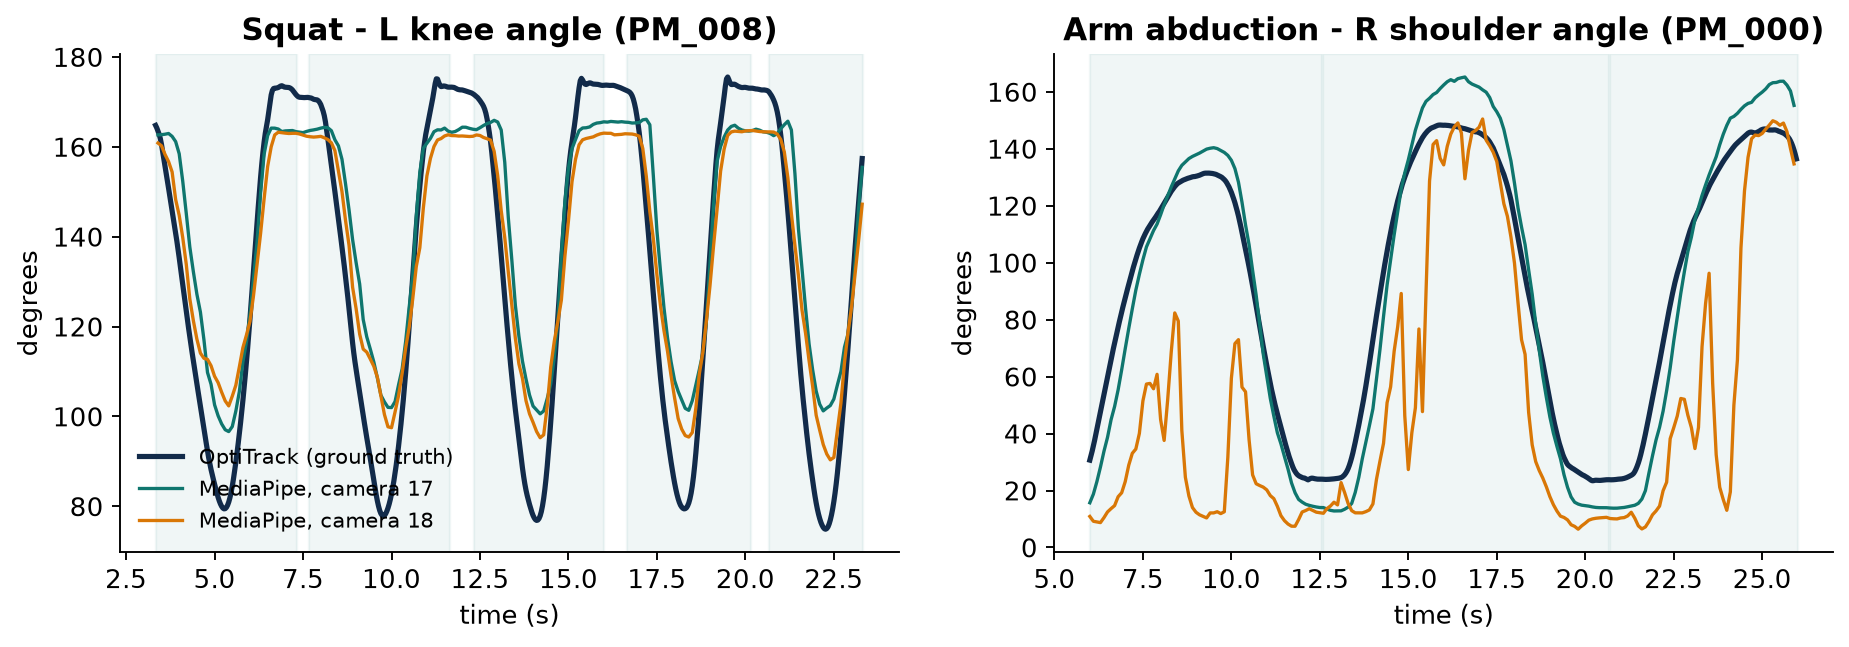 Squat - L knee angle (PM_008)
degrees
180
160
140
120
100
80
OptiTrack (ground truth)
MediaPipe, camera 17
MediaPipe, camera 18
2.5 5.0 7.5 10.0 12.5 15.0 17.5 20.0 22.5
time (s)
Arm abduction - R shoulder angle (PM_000)
degrees
160
140
120
100
80
60
40
20
0
5.0 7.5 10.0 12.5 15.0 17.5 20.0 22.5 25.0
time (s)